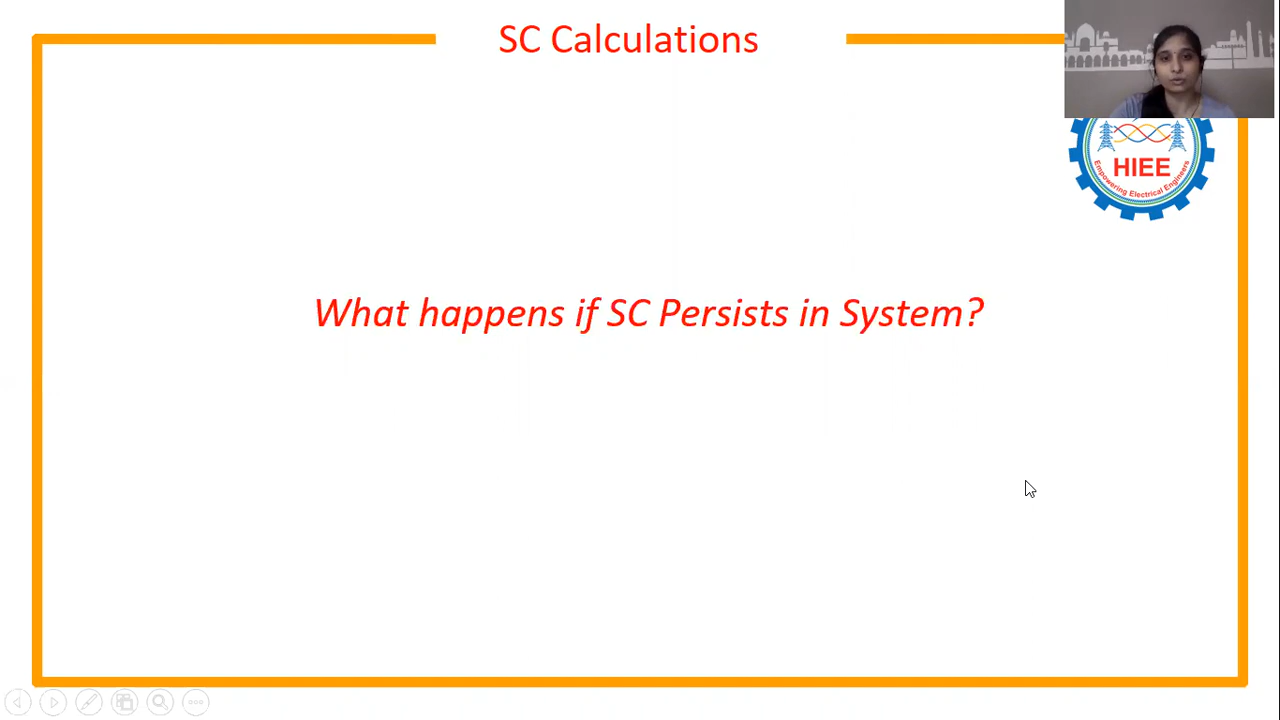 SC Calculations
HIEE
Empowering Electrical Engineers
What happens if SC Persists in System?